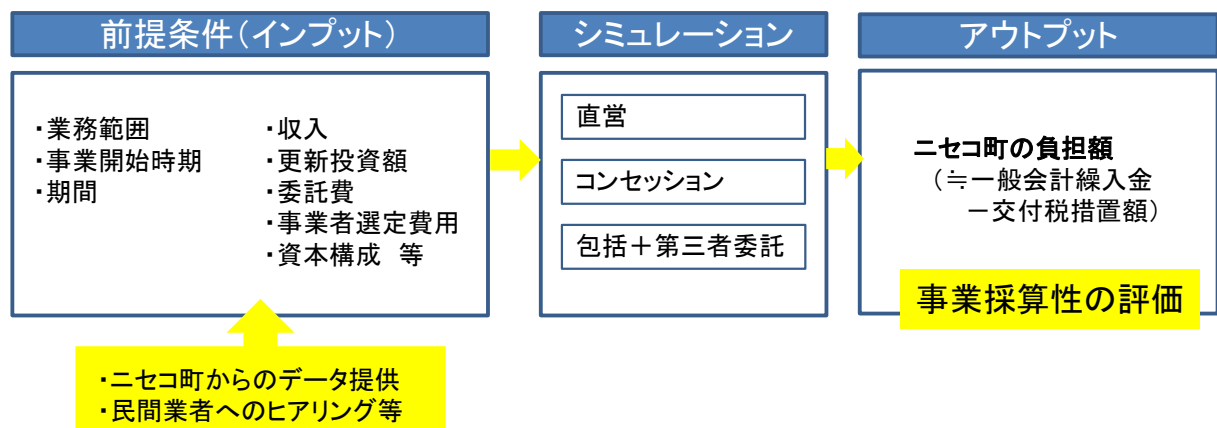 前提条件(インプット)
・業務範囲
・事業開始時期
・期間
・収入
・更新投資額
・委託費
・事業者選定費用
・資本構成 等
・ニセコ町からのデータ提供
・民間業者へのヒアリング等
シミュレーション
直営
コンセッション
包括+第三者委託
アウトプット
ニセコ町の負担額
(≒一般会計繰入金
-交付税措置額)
事業採算性の評価